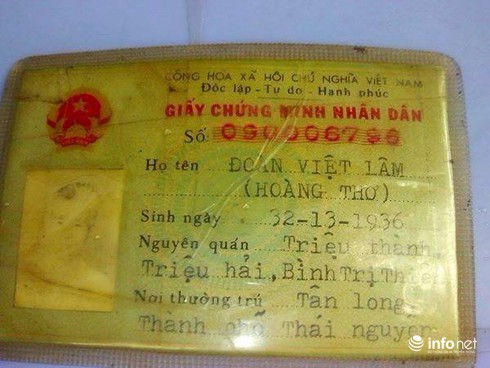 CỘNG HÒA XÃ HỘI CHỦ NGHĨA VIỆT NAM
Độc lập - Tự do - Hạnh phúc
GIẤY CHỨNG MINH NHÂN DÂN
Số: 090006796
Họ tên ĐOÀN VIỆT LÂM
(HOÀNG THƠ)
Sinh ngày 32-13-1936
Nguyên quán Triệu thành,
Triệu hải, Bình Trị Thiên
Nơi thường trú Tân long,
Thành phố Thái nguyên
infonet